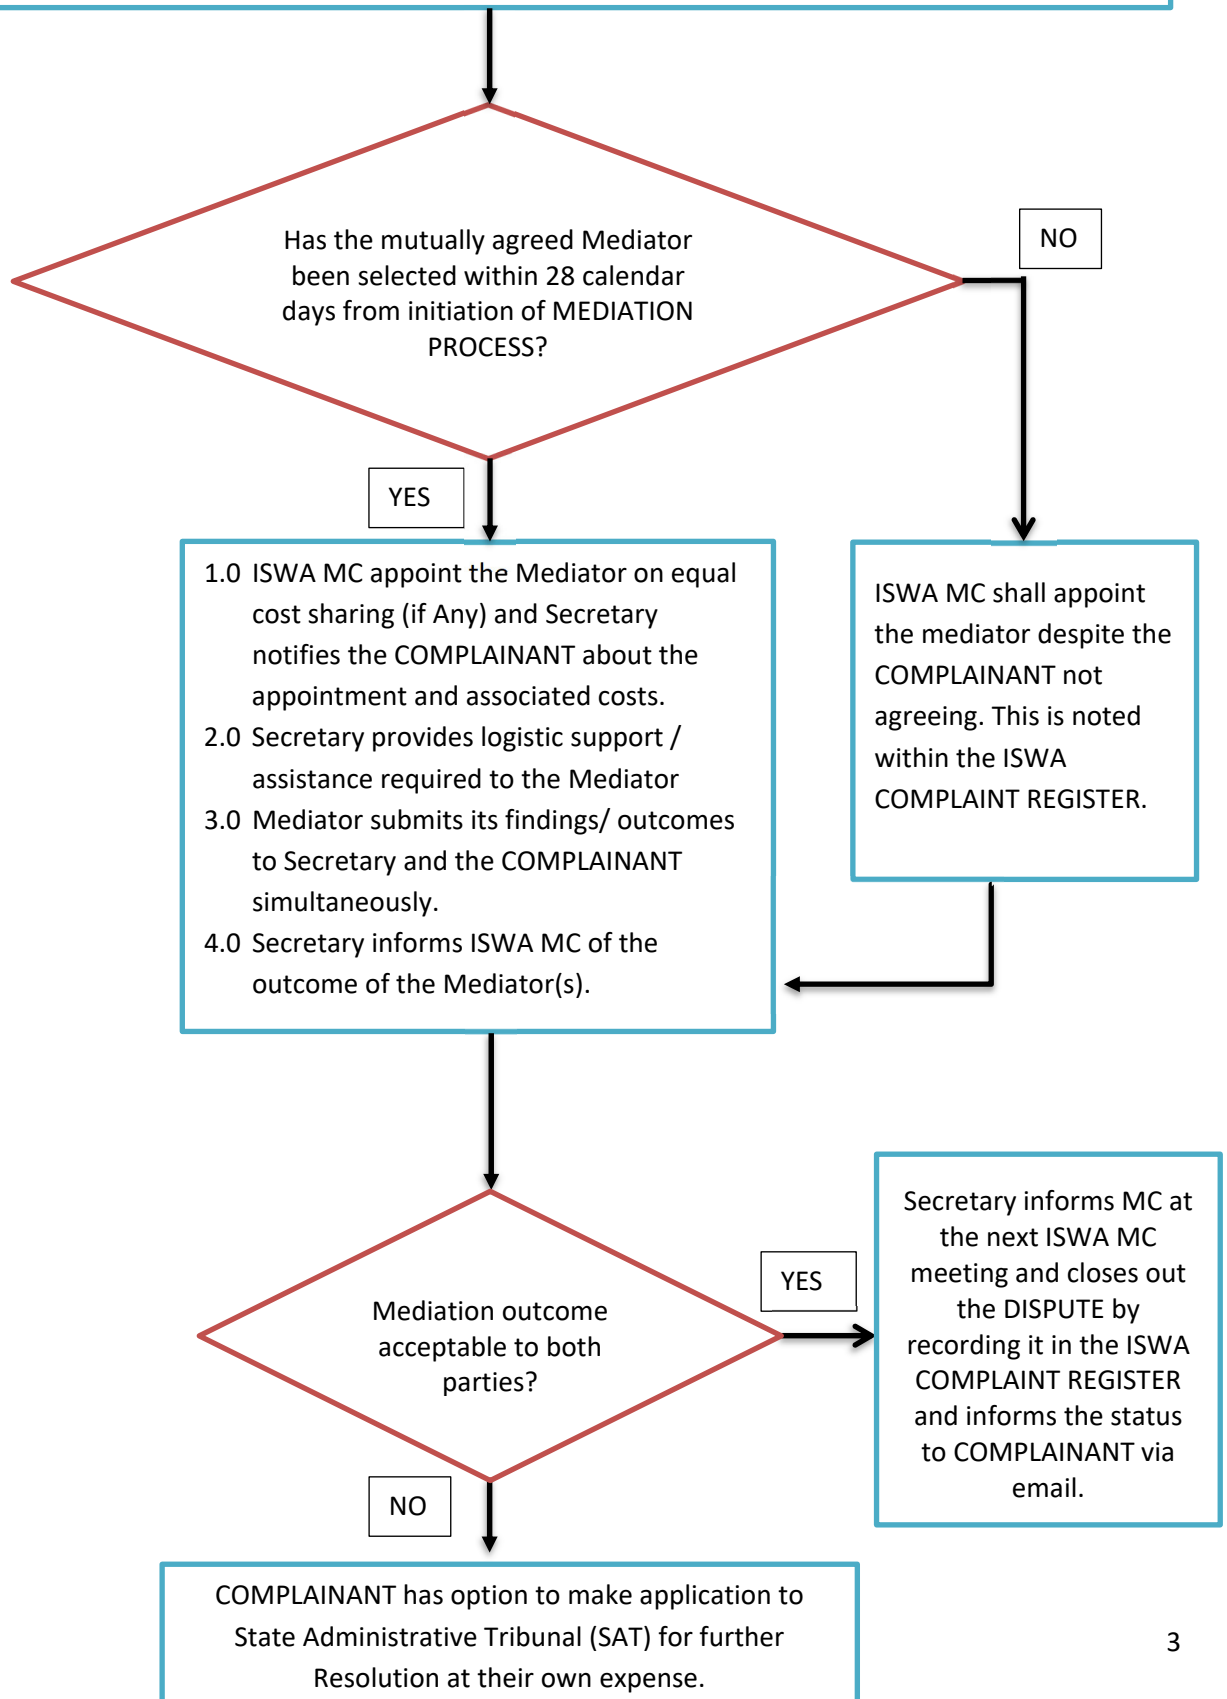 Has the mutually agreed Mediator
been selected within 28 calendar
days from initiation of MEDIATION
PROCESS?
NO
YES
1.0 ISWA MC appoint the Mediator on equal
cost sharing (if Any) and Secretary
notifies the COMPLAINANT about the
appointment and associated costs.
2.0 Secretary provides logistic support /
assistance required to the Mediator
3.0 Mediator submits its findings/ outcomes
to Secretary and the COMPLAINANT
simultaneously.
4.0 Secretary informs ISWA MC of the
outcome of the Mediator(s).
ISWA MC shall appoint
the mediator despite the
COMPLAINANT not
agreeing. This is noted
within the ISWA
COMPLAINT REGISTER.
Mediation outcome
acceptable to both
parties?
YES
Secretary informs MC at
the next ISWA MC
meeting and closes out
the DISPUTE by
recording it in the ISWA
COMPLAINT REGISTER
and informs the status
to COMPLAINANT via
email.
NO
COMPLAINANT has option to make application to
State Administrative Tribunal (SAT) for further
Resolution at their own expense.
3